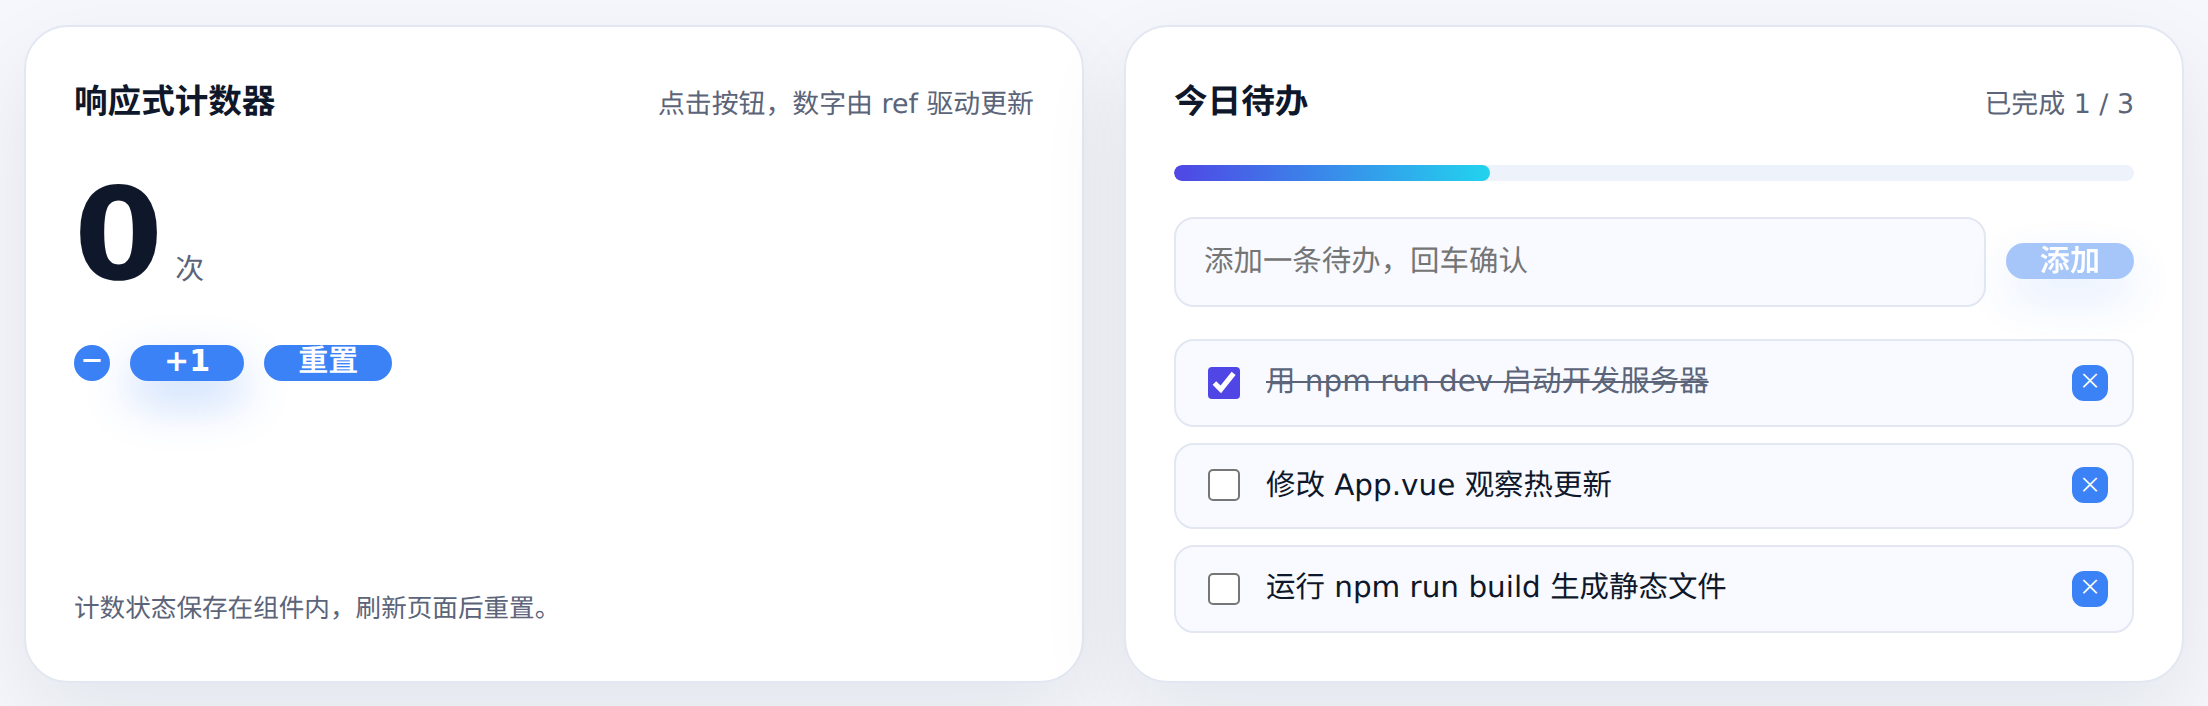 响应式计数器
点击按钮，数字由 ref 驱动更新
0 次
− +1 重置
计数状态保存在组件内，刷新页面后重置。
今日待办
已完成 1 / 3
添加一条待办，回车确认
添加
用 npm run dev 启动开发服务器
×
修改 App.vue 观察热更新
×
运行 npm run build 生成静态文件
×